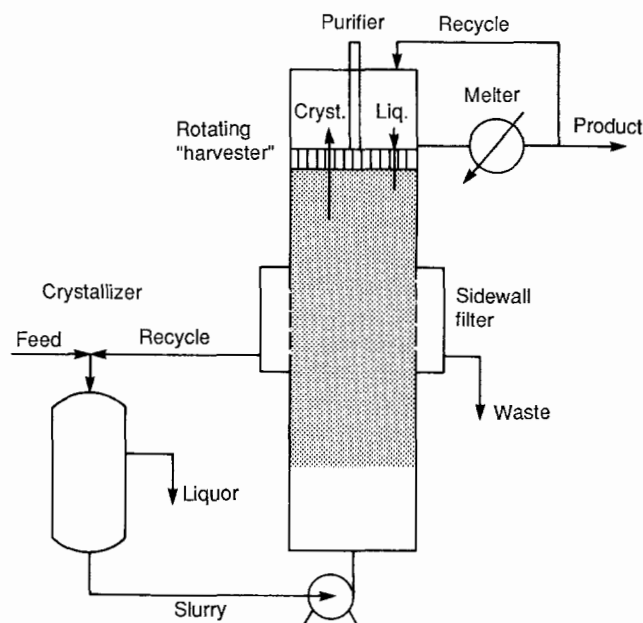 Purifier
Recycle
Cryst.
Liq.
Melter
Rotating
"harvester"
Product
Crystallizer
Sidewall
filter
Feed
Recycle
Waste
Liquor
Slurry